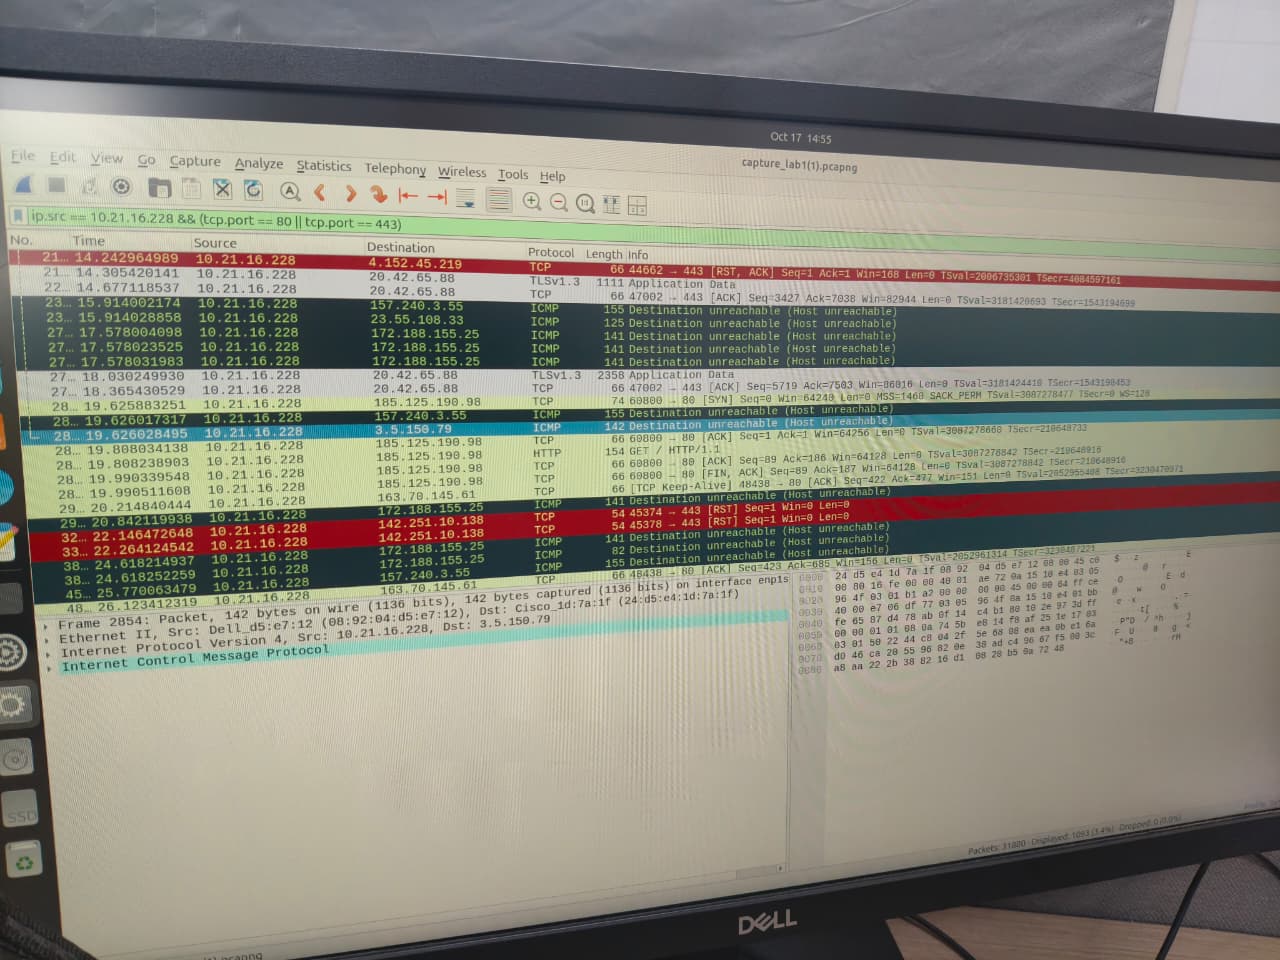 Oct 17 14:55
capture_lab1(1).pcapng
File Edit View Go Capture Analyze Statistics Telephony Wireless Tools Help
ip.src == 10.21.16.228 && (tcp.port == 80 || tcp.port == 443)
No. Time Source Destination Protocol Length Info
21… 14.242964989 10.21.16.228 4.152.45.219 TCP 66 44662 → 443 [RST, ACK] Seq=1 Ack=1 Win=168 Len=0 TSval=2006735301 TSecr=4084597161
21… 14.305420141 10.21.16.228 20.42.65.88 TLSv1.3 1111 Application Data
22… 14.677118537 10.21.16.228 20.42.65.88 TCP 66 47002 → 443 [ACK] Seq=3427 Ack=7038 Win=82944 Len=0 TSval=3181420693 TSecr=1543194699
23… 15.914002174 10.21.16.228 157.240.3.55 ICMP 155 Destination unreachable (Host unreachable)
23… 15.914028858 10.21.16.228 23.55.108.33 ICMP 125 Destination unreachable (Host unreachable)
27… 17.578004098 10.21.16.228 172.188.155.25 ICMP 141 Destination unreachable (Host unreachable)
27… 17.578023525 10.21.16.228 172.188.155.25 ICMP 141 Destination unreachable (Host unreachable)
27… 17.578031983 10.21.16.228 172.188.155.25 ICMP 141 Destination unreachable (Host unreachable)
27… 18.030249930 10.21.16.228 20.42.65.88 TLSv1.3 2358 Application Data
27… 18.365430529 10.21.16.228 20.42.65.88 TCP 66 47002 → 443 [ACK] Seq=5719 Ack=7503 Win=86016 Len=0 TSval=3181424410 TSecr=1543198453
28… 19.625883251 10.21.16.228 185.125.190.98 TCP 74 60800 → 80 [SYN] Seq=0 Win=64240 Len=0 MSS=1460 SACK_PERM TSval=3087278477 TSecr=0 WS=128
28… 19.626017317 10.21.16.228 157.240.3.55 ICMP 155 Destination unreachable (Host unreachable)
28… 19.626028495 10.21.16.228 3.5.150.79 ICMP 142 Destination unreachable (Host unreachable)
28… 19.808034138 10.21.16.228 185.125.190.98 TCP 66 60800 → 80 [ACK] Seq=1 Ack=1 Win=64256 Len=0 TSval=3087278660 TSecr=210648733
28… 19.808238903 10.21.16.228 185.125.190.98 HTTP 154 GET / HTTP/1.1
28… 19.990339548 10.21.16.228 185.125.190.98 TCP 66 60800 → 80 [ACK] Seq=89 Ack=186 Win=64128 Len=0 TSval=3087278842 TSecr=210648916
28… 19.990511608 10.21.16.228 185.125.190.98 TCP 66 60800 → 80 [FIN, ACK] Seq=89 Ack=187 Win=64128 Len=0 TSval=3087278842 TSecr=210648916
29… 20.214840444 10.21.16.228 163.70.145.61 TCP 66 [TCP Keep-Alive] 48438 → 80 [ACK] Seq=422 Ack=477 Win=151 Len=0 TSval=2052955408 TSecr=3230470971
29… 20.842119938 10.21.16.228 172.188.155.25 ICMP 141 Destination unreachable (Host unreachable)
32… 22.146472648 10.21.16.228 142.251.10.138 TCP 54 45374 → 443 [RST] Seq=1 Win=0 Len=0
33… 22.264124542 10.21.16.228 142.251.10.138 TCP 54 45378 → 443 [RST] Seq=1 Win=0 Len=0
38… 24.618214937 10.21.16.228 172.188.155.25 ICMP 141 Destination unreachable (Host unreachable)
38… 24.618252259 10.21.16.228 172.188.155.25 ICMP 82 Destination unreachable (Host unreachable)
45… 25.770063479 10.21.16.228 157.240.3.55 ICMP 155 Destination unreachable (Host unreachable)
48… 26.123412319 10.21.16.228 163.70.145.61 TCP 66 48438 → 80 [ACK] Seq=423 Ack=685 Win=156 Len=0 TSval=2052961314 TSecr=3230487221
Frame 2854: Packet, 142 bytes on wire (1136 bits), 142 bytes captured (1136 bits) on interface enp1s
Ethernet II, Src: Dell_d5:e7:12 (08:92:04:d5:e7:12), Dst: Cisco_1d:7a:1f (24:d5:e4:1d:7a:1f)
Internet Protocol Version 4, Src: 10.21.16.228, Dst: 3.5.150.79
Internet Control Message Protocol
0000 24 d5 e4 1d 7a 1f 08 92 04 d5 e7 12 08 00 45 c0
0010 00 80 16 fe 00 00 40 01 ae 72 0a 15 10 e4 03 05
0020 96 4f 03 01 b1 a2 00 00 00 00 45 00 00 64 ff ce
0030 40 00 e7 06 df 77 03 05 96 4f 0a 15 10 e4 01 bb
0040 fe 65 87 d4 78 ab 0f 14 c4 b1 80 10 2e 97 3d ff
0050 00 00 01 01 08 0a 74 5b e8 14 f8 af 25 1e 17 03
0060 03 01 50 22 44 c8 04 2f 5e 68 08 ea ea 0b c1 6a
0070 d0 46 ca 20 55 96 82 0e 38 ad c4 96 67 f5 00 3c
0080 a8 aa 22 2b 38 82 16 d1 08 28 b5 0a 72 48
Packets: 31800 · Displayed: 1093 (3.4%) · Dropped: 0 (0.0%)
SSD
DELL